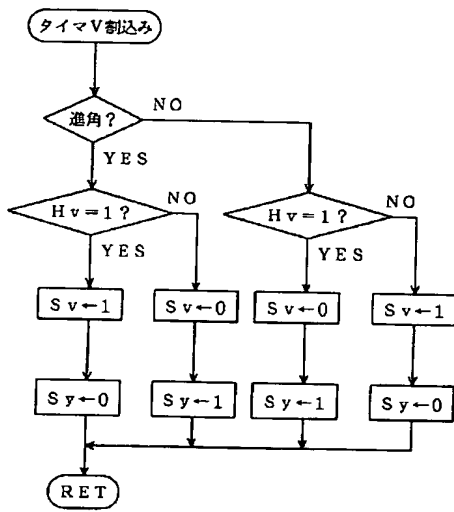 タイマV割込み
進角？
NO
YES
Hv＝1？
NO
Hv＝1？
NO
YES
YES
Sv←1
Sv←0
Sv←0
Sv←1
Sy←0
Sy←1
Sy←1
Sy←0
RET